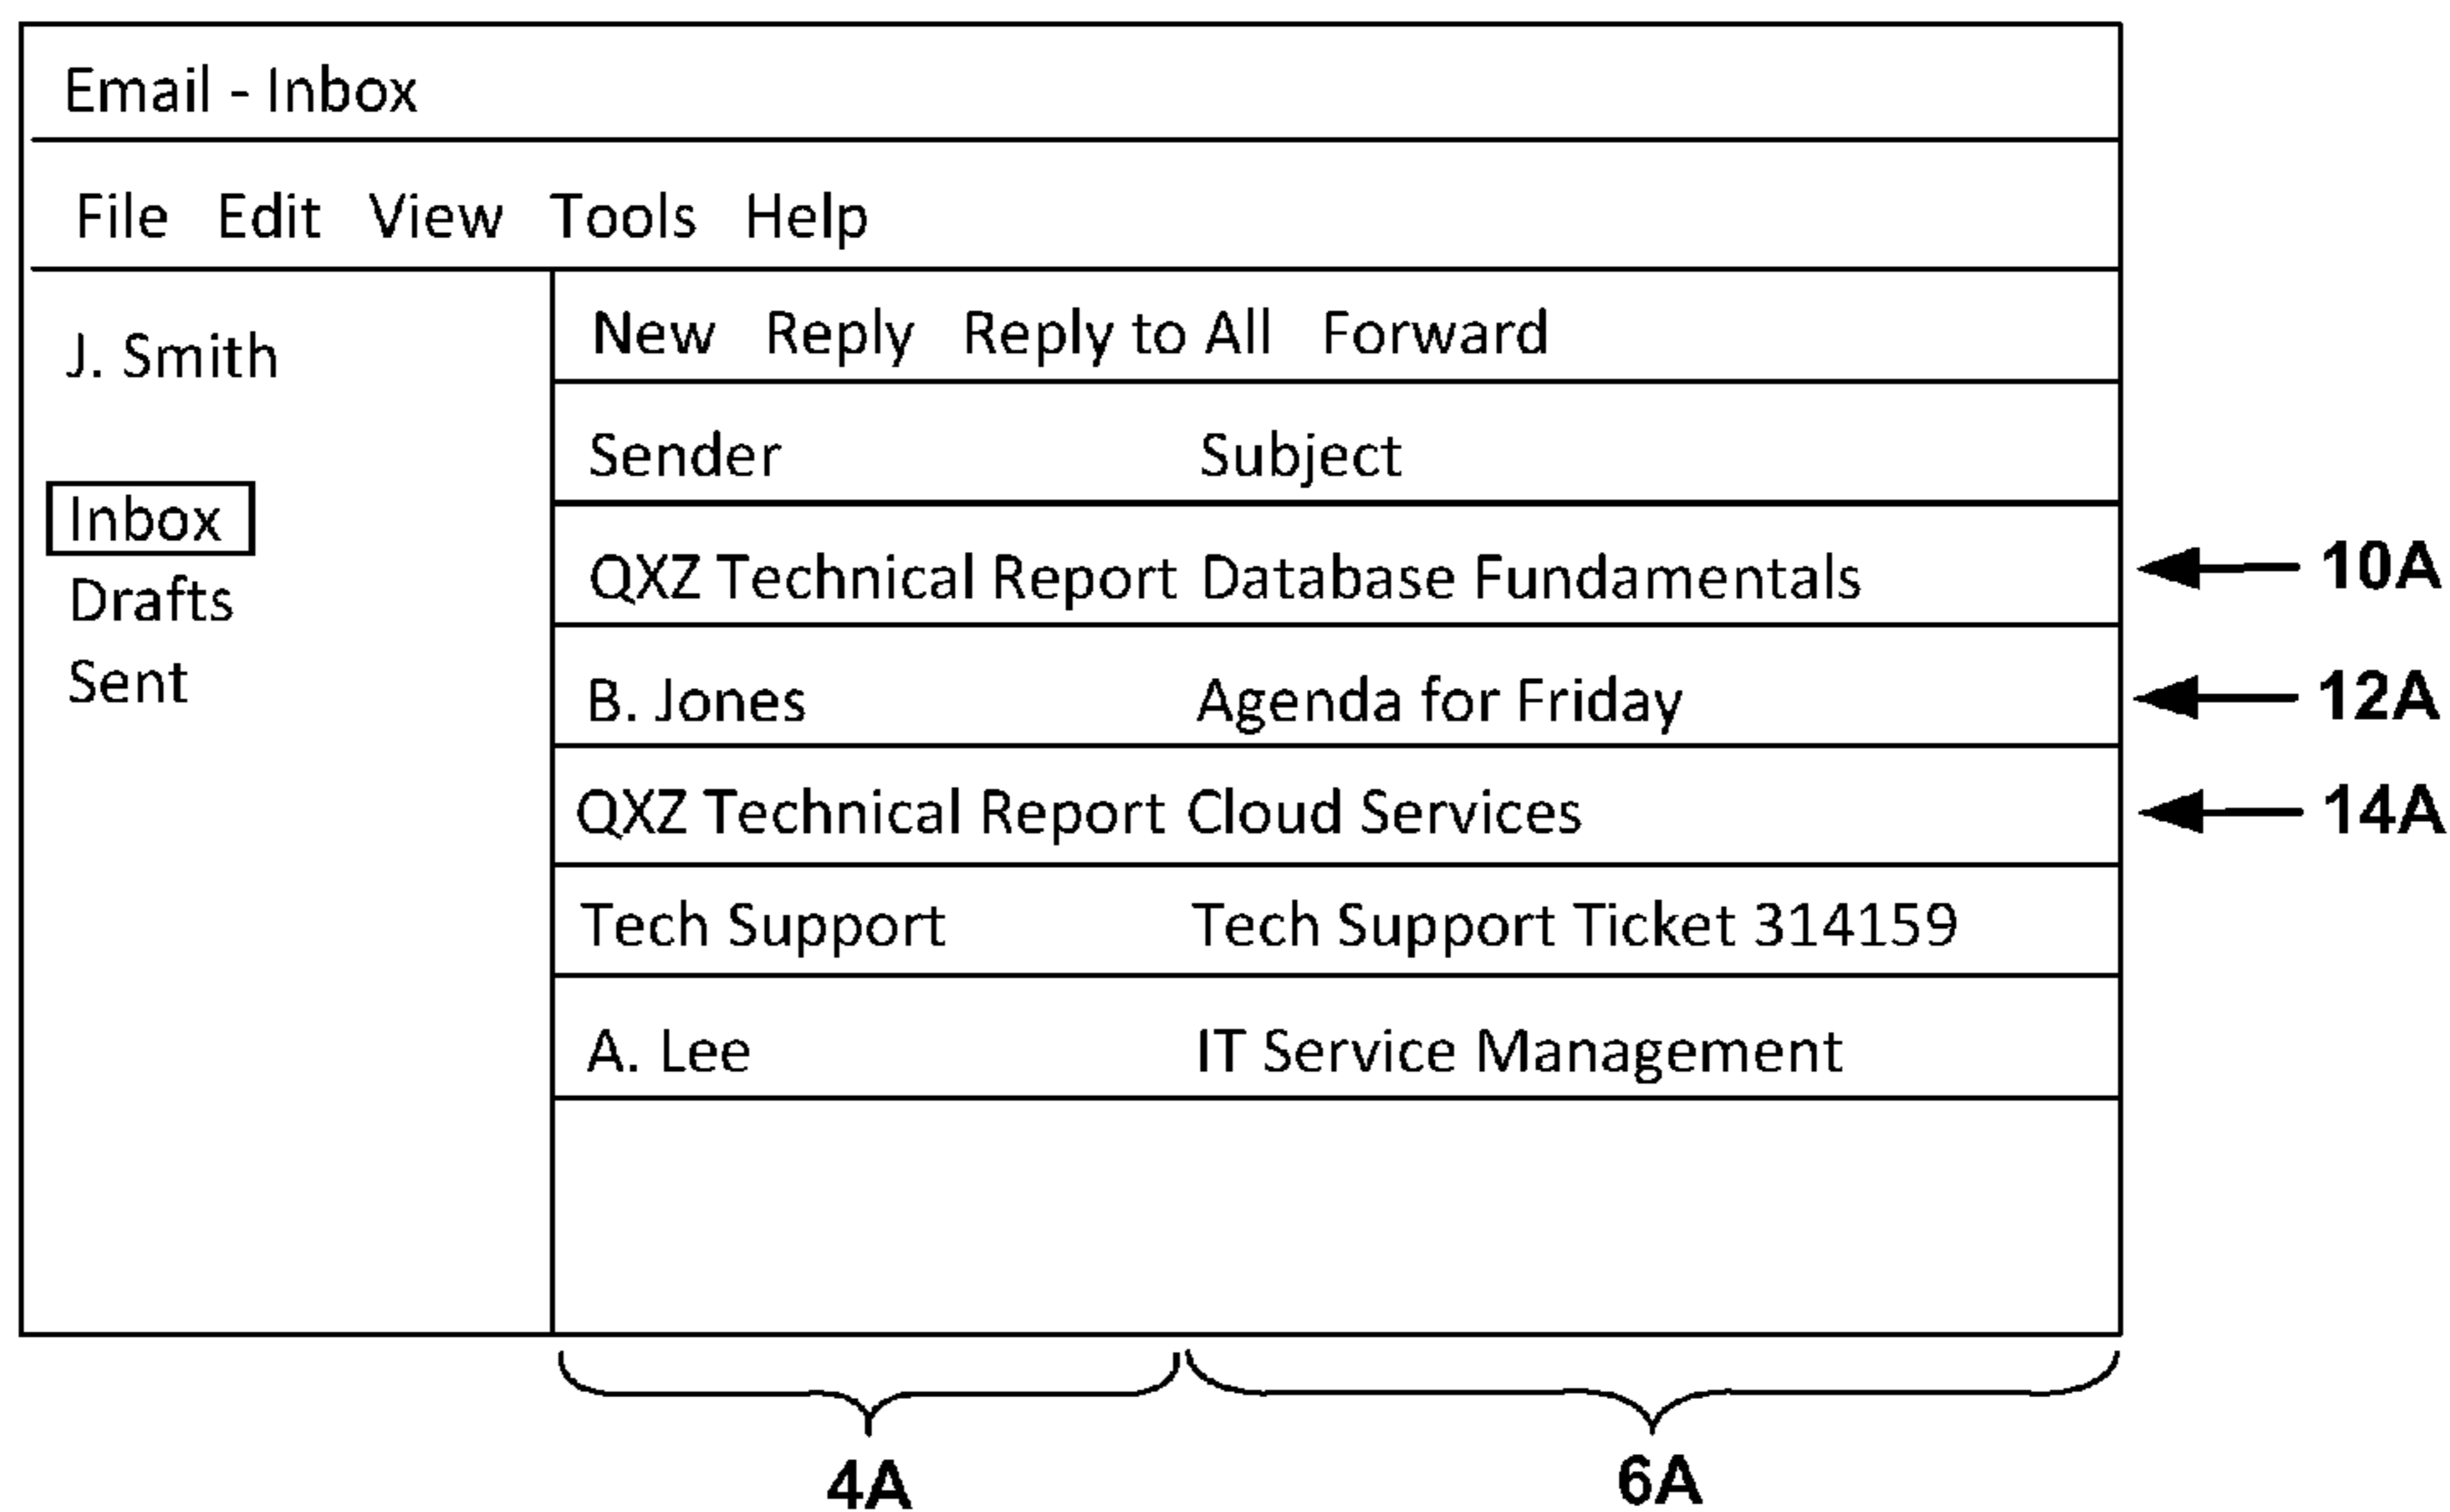 Email - Inbox
File Edit View Tools Help
J. Smith
Inbox
Drafts
Sent
New Reply Reply to All Forward
Sender Subject
QXZ Technical Report Database Fundamentals
B. Jones Agenda for Friday
QXZ Technical Report Cloud Services
Tech Support Tech Support Ticket 314159
A. Lee IT Service Management
10A
12A
14A
4A
6A